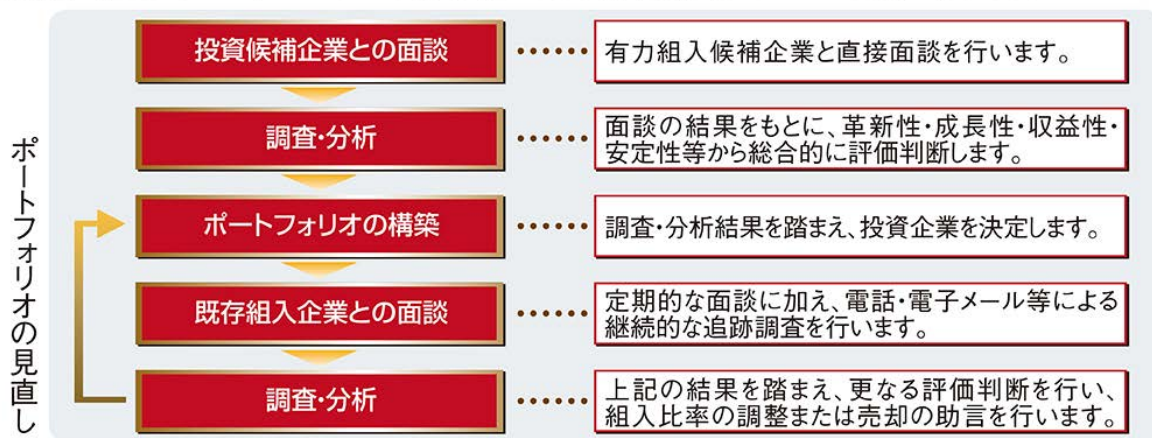 投資候補企業との面談
有力組入候補企業と直接面談を行います。
調査・分析
面談の結果をもとに、革新性・成長性・収益性・
安定性等から総合的に評価判断します。
ポートフォリオの構築
調査・分析結果を踏まえ、投資企業を決定します。
既存組入企業との面談
定期的な面談に加え、電話・電子メール等による
継続的な追跡調査を行います。
調査・分析
上記の結果を踏まえ、更なる評価判断を行い、
組入比率の調整または売却の助言を行います。
ポートフォリオの見直し